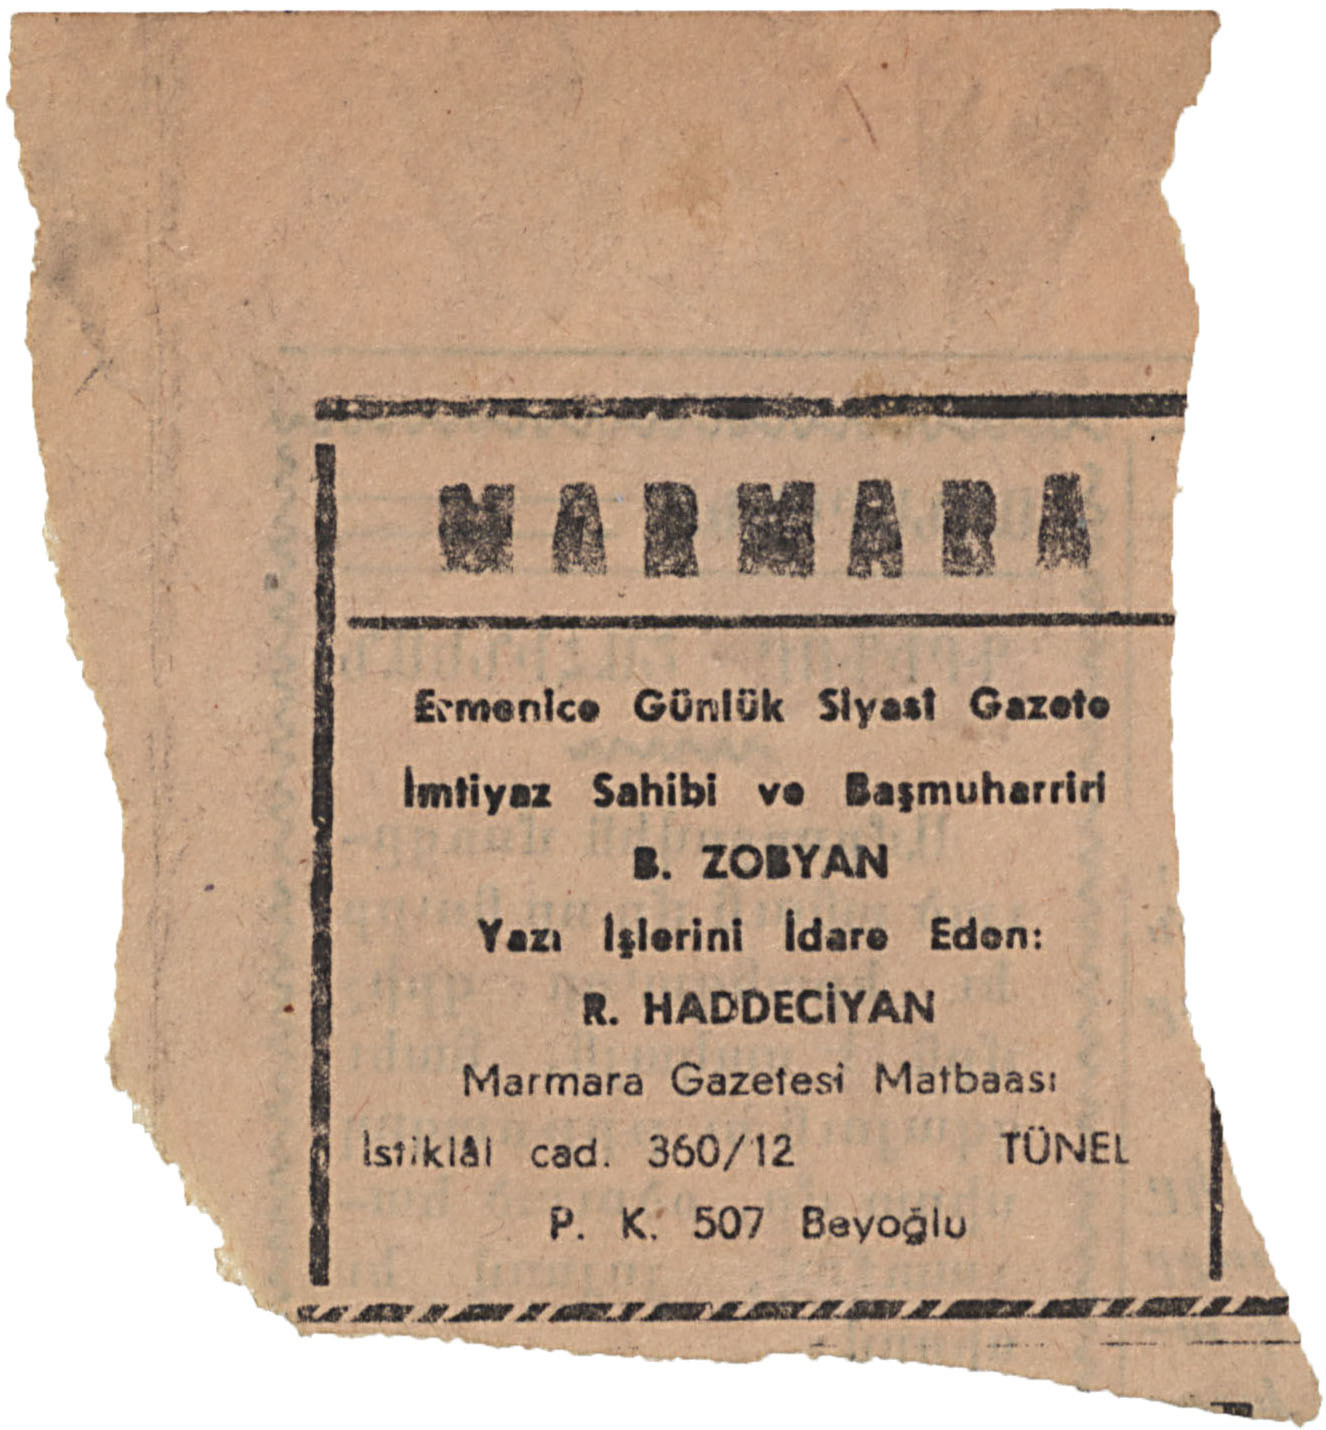 MARMARA
Ermenice Günlük Siyasi Gazete
İmtiyaz Sahibi ve Başmuharriri
B. ZOBYAN
Yazı İşlerini İdare Eden:
R. HADDECİYAN
Marmara Gazetesi Matbaası
İstiklâl cad. 360/12 TÜNEL
P. K. 507 Beyoğlu